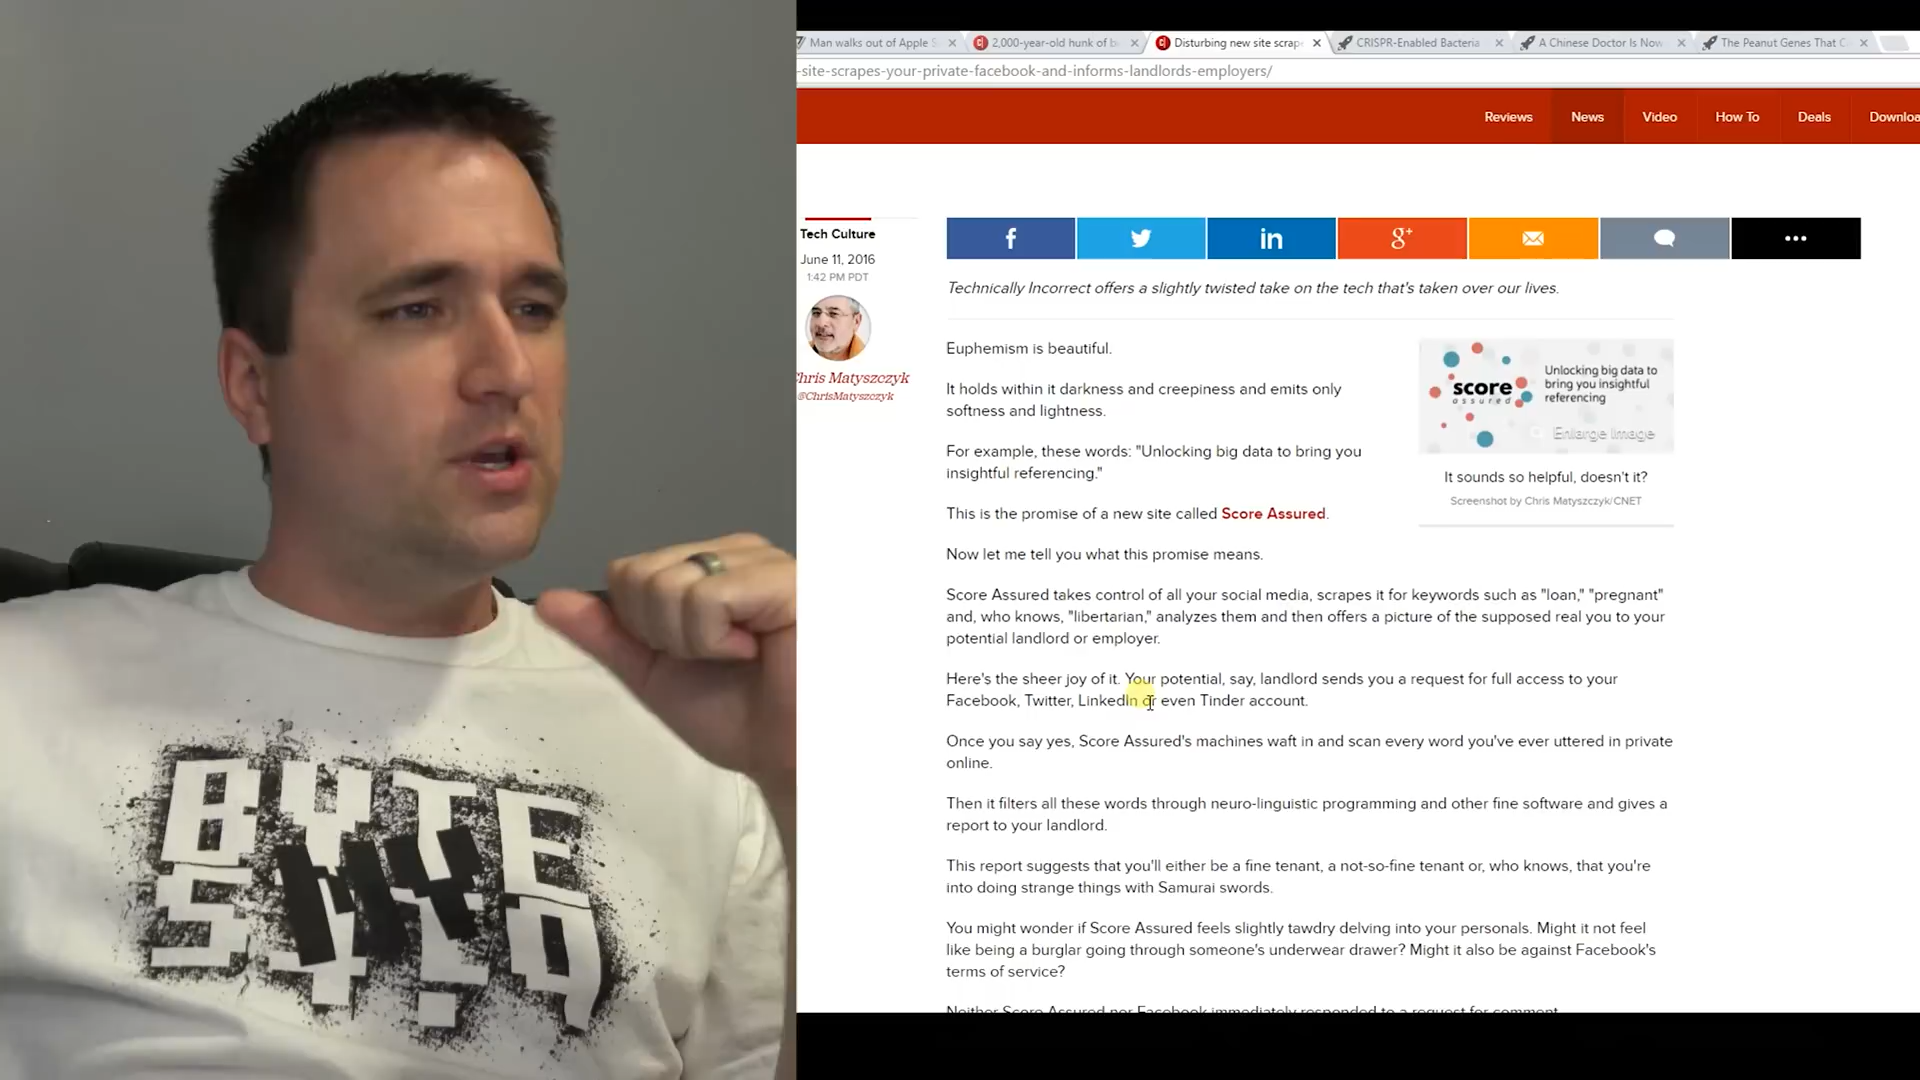 Man walks out of Apple S
2,000-year-old hunk of b
Disturbing new site scrap
CRISPR-Enabled Bacteria
A Chinese Doctor Is Now
The Peanut Genes That C
-site-scrapes-your-private-facebook-and-informs-landlords-employers/
Reviews
News
Video
How To
Deals
Downloa
Tech Culture
June 11, 2016
1:42 PM PDT
Chris Matyszczyk
@ChrisMatyszczyk
f
in
g+
Technically Incorrect offers a slightly twisted take on the tech that's taken over our lives.
Euphemism is beautiful.
It holds within it darkness and creepiness and emits only
softness and lightness.
For example, these words: "Unlocking big data to bring you
insightful referencing."
This is the promise of a new site called Score Assured.
score
assured
Unlocking big data to
bring you insightful
referencing
Enlarge Image
It sounds so helpful, doesn't it?
Screenshot by Chris Matyszczyk/CNET
Now let me tell you what this promise means.
Score Assured takes control of all your social media, scrapes it for keywords such as "loan," "pregnant"
and, who knows, "libertarian," analyzes them and then offers a picture of the supposed real you to your
potential landlord or employer.
Here's the sheer joy of it. Your potential, say, landlord sends you a request for full access to your
Facebook, Twitter, LinkedIn or even Tinder account.
Once you say yes, Score Assured's machines waft in and scan every word you've ever uttered in private
online.
Then it filters all these words through neuro-linguistic programming and other fine software and gives a
report to your landlord.
This report suggests that you'll either be a fine tenant, a not-so-fine tenant or, who knows, that you're
into doing strange things with Samurai swords.
You might wonder if Score Assured feels slightly tawdry delving into your personals. Might it not feel
like being a burglar going through someone's underwear drawer? Might it also be against Facebook's
terms of service?
Neither Score Assured nor Facebook immediately responded to a request for comment.
BYTE